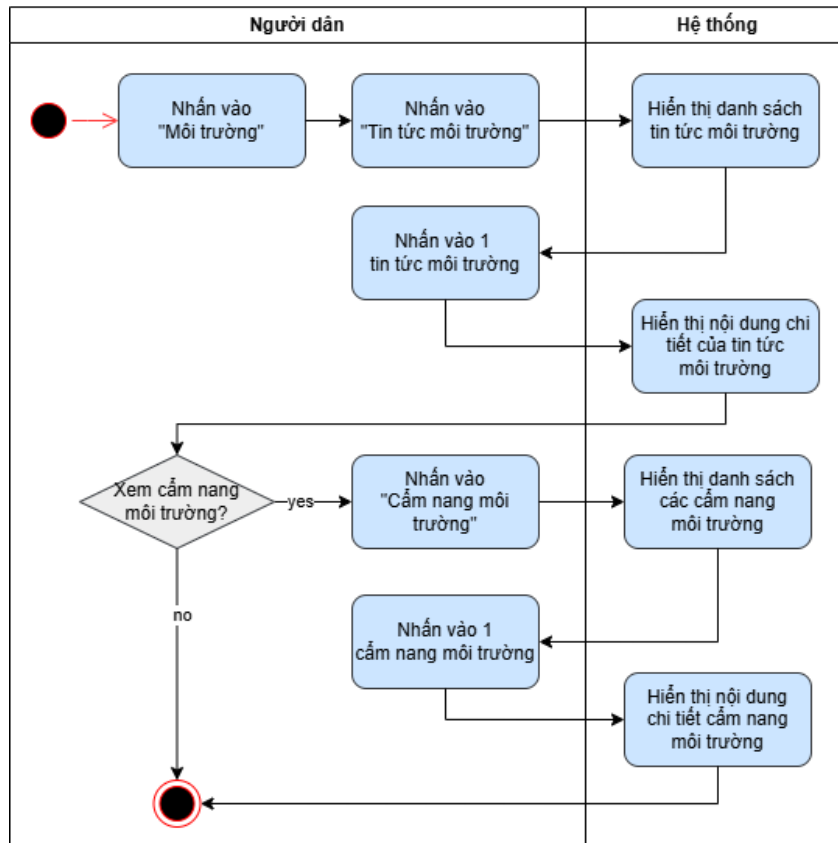 Người dân
Hệ thống
Nhấn vào
"Môi trường"
Nhấn vào
"Tin tức môi trường"
Hiển thị danh sách
tin tức môi trường
Nhấn vào 1
tin tức môi trường
Hiển thị nội dung chi
tiết của tin tức
môi trường
Xem cẩm nang
môi trường?
yes
Nhấn vào
"Cẩm nang môi
trường"
Hiển thị danh sách
các cẩm nang
môi trường
no
Nhấn vào 1
cẩm nang môi trường
Hiển thị nội dung
chi tiết cẩm nang
môi trường